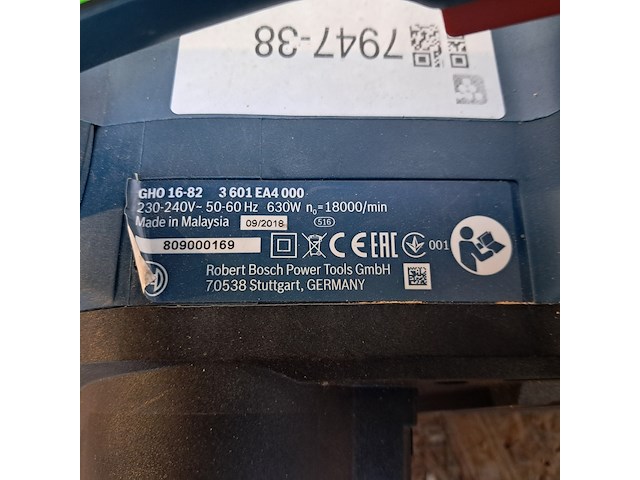 7947-38
GHO 16-82 3 601 EA4 000
230-240V~ 50-60 Hz 630W n₀=18000/min
Made in Malaysia 09/2018 516
809000169 CE EAC 001
Robert Bosch Power Tools GmbH
70538 Stuttgart, GERMANY